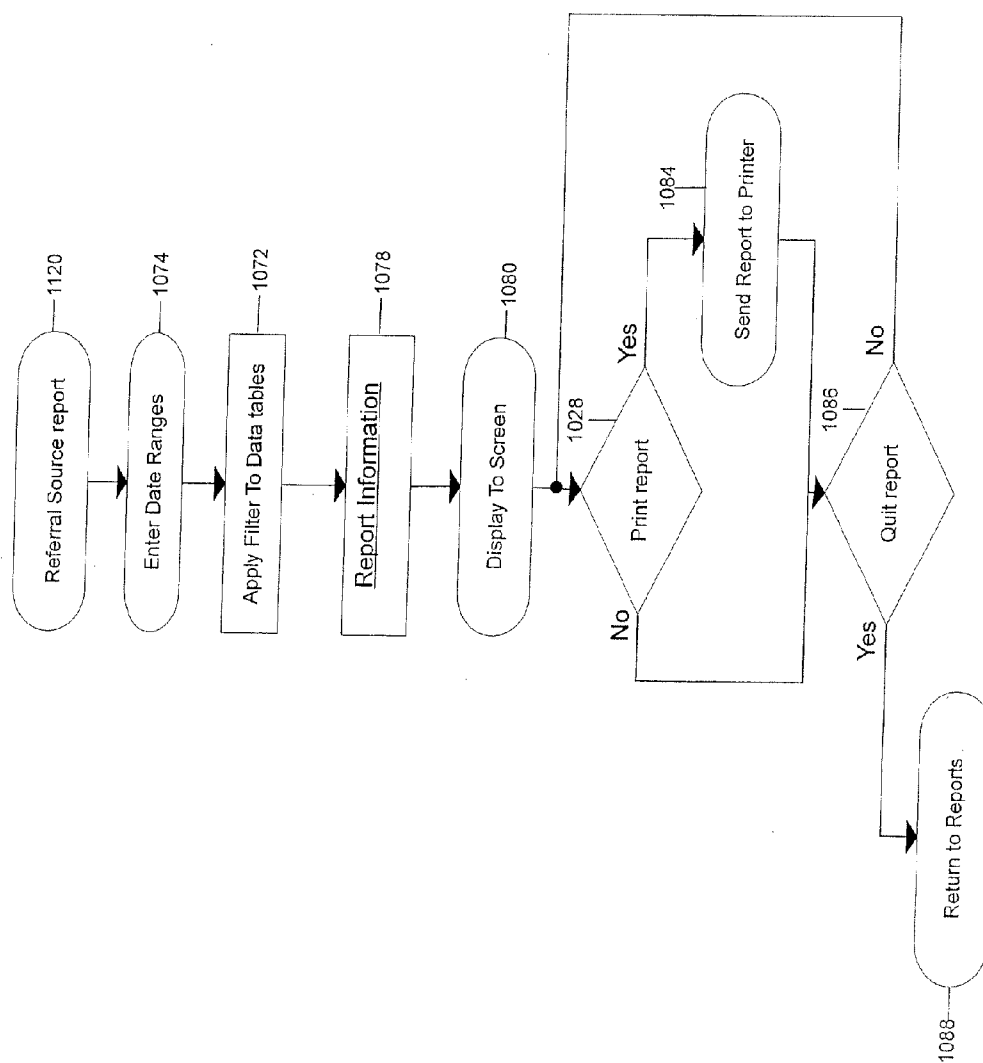 Referral Source report
1120
Enter Date Ranges
1074
Apply Filter To Data tables
1072
Report Information
1078
Display To Screen
1080
Print report
1028
Yes
No
Send Report to Printer
1084
Quit report
1086
No
Yes
Return to Reports
1088